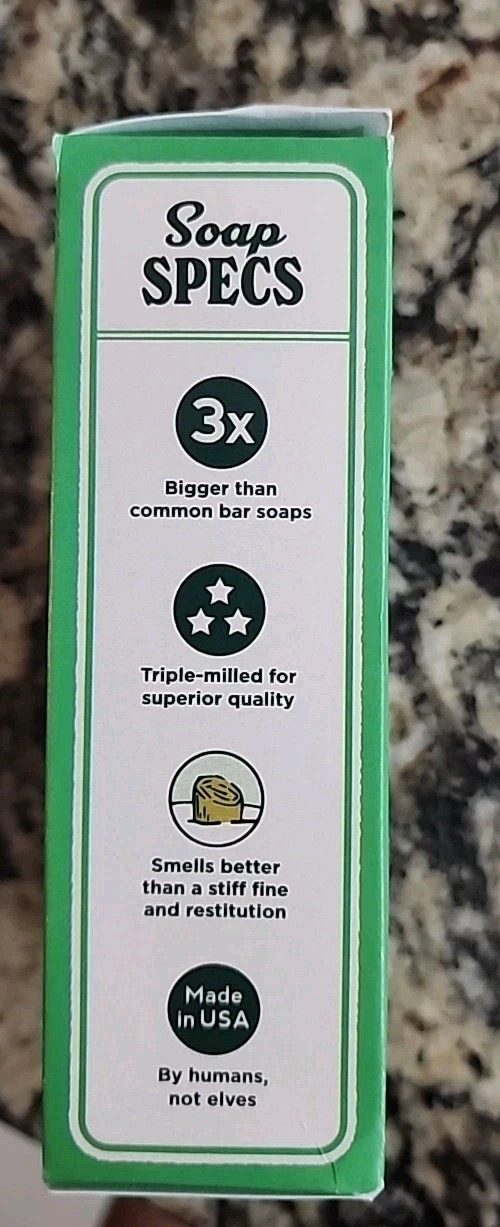 Soap
SPECS
3x
Bigger than
common bar soaps
Triple-milled for
superior quality
Smells better
than a stiff fine
and restitution
Made
in USA
By humans,
not elves